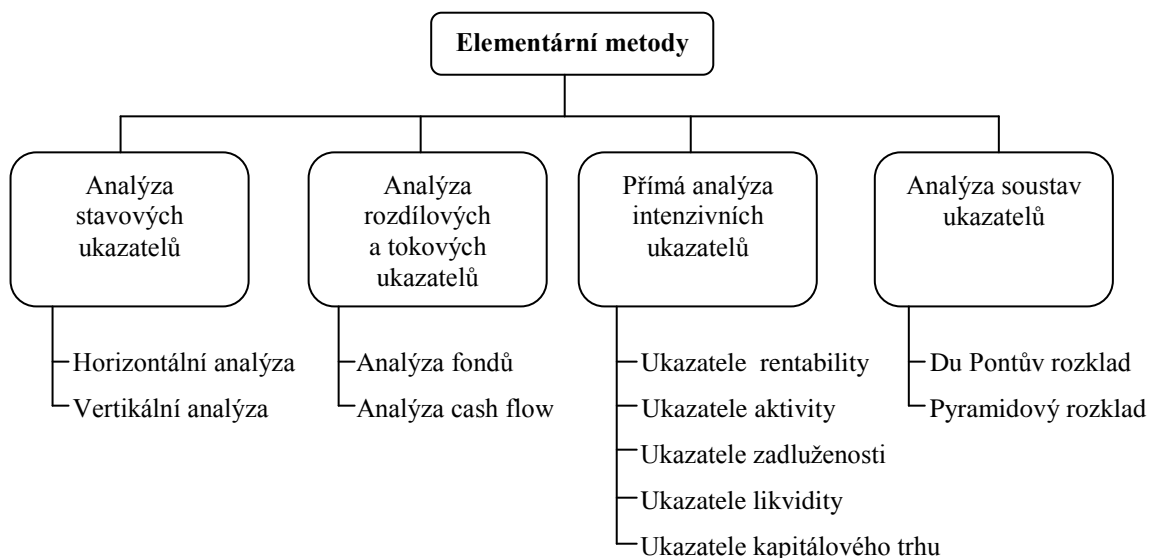 Elementární metody
Analýza
stavových
ukazatelů
Analýza
rozdílových
a tokových
ukazatelů
Přímá analýza
intenzivních
ukazatelů
Analýza soustav
ukazatelů
Horizontální analýza
Vertikální analýza
Analýza fondů
Analýza cash flow
Ukazatele rentability
Ukazatele aktivity
Ukazatele zadluženosti
Ukazatele likvidity
Ukazatele kapitálového trhu
Du Pontův rozklad
Pyramidový rozklad